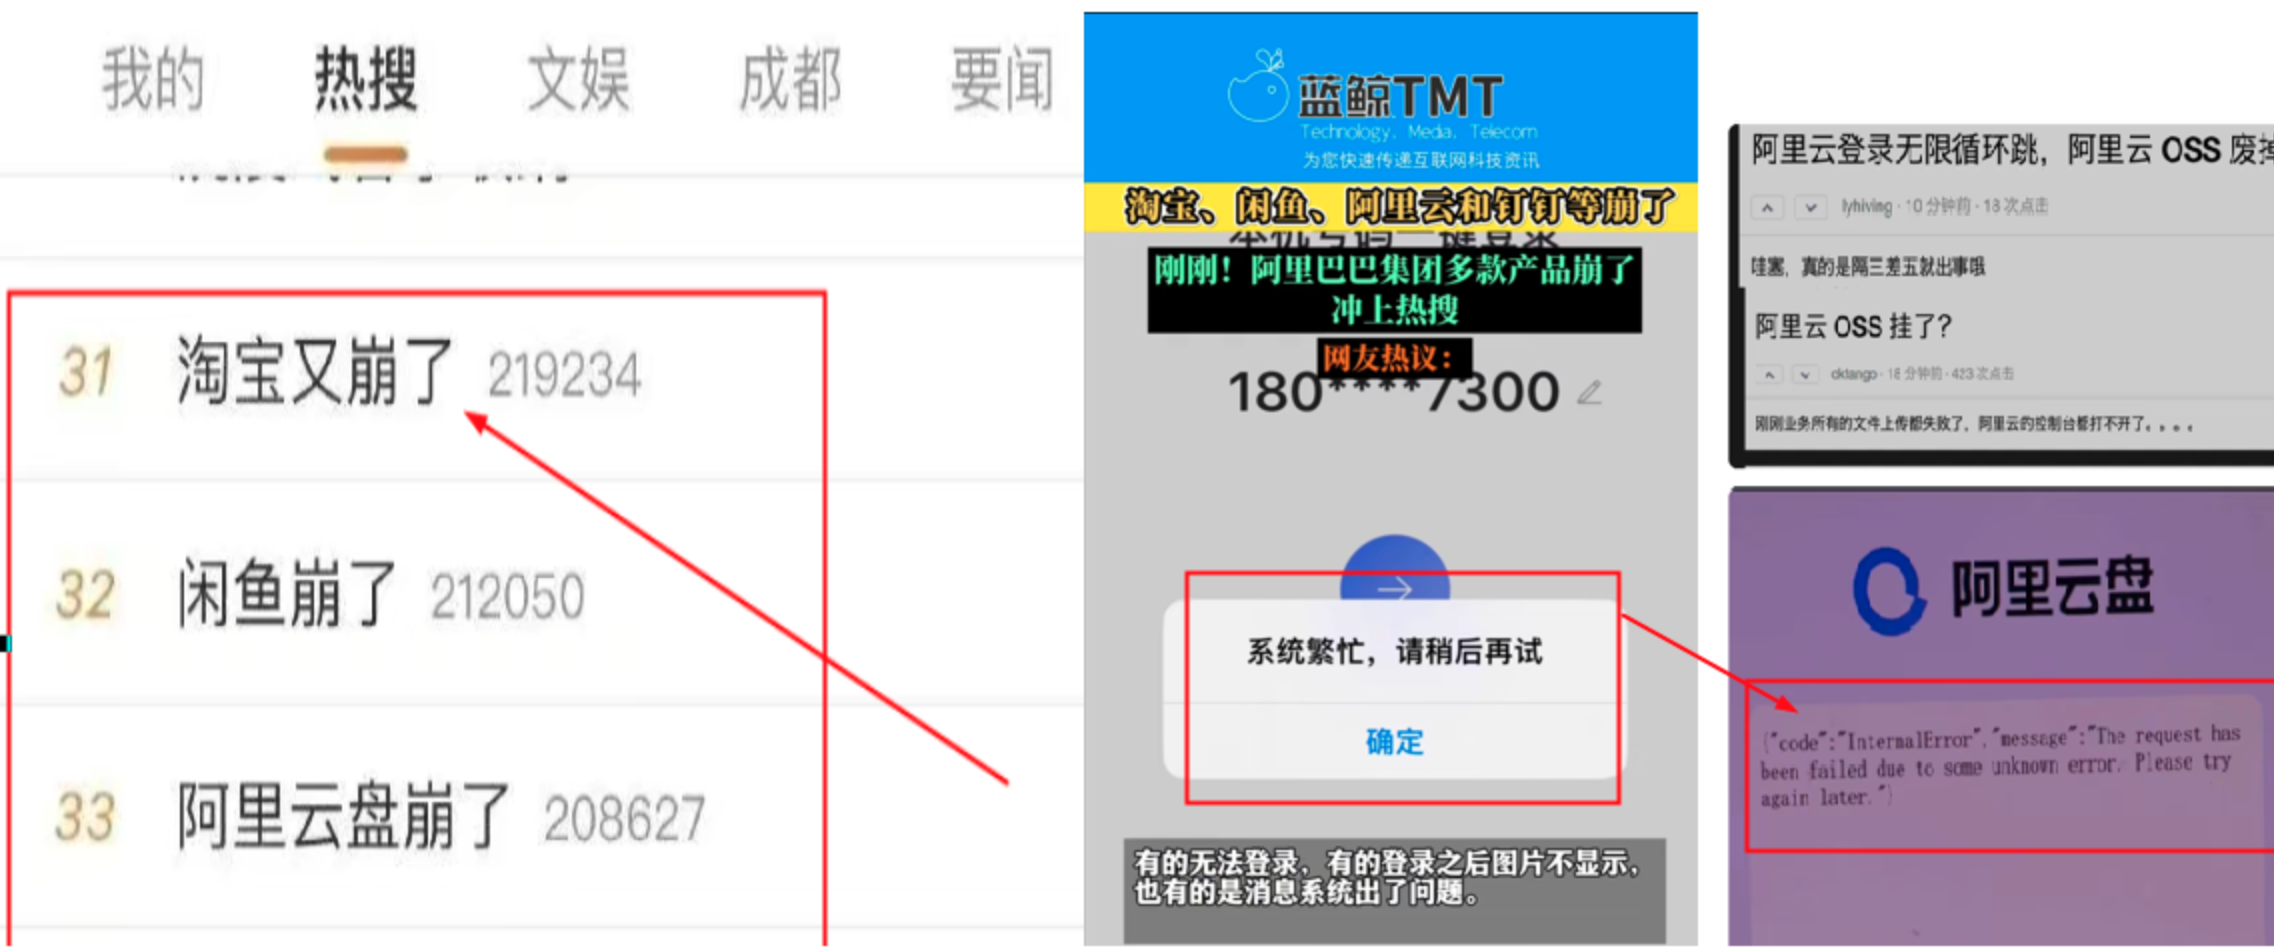 我的 热搜 文娱 成都 要闻
31 淘宝又崩了 219234
32 闲鱼崩了 212050
33 阿里云盘崩了 208627
蓝鲸TMT
Technology. Media. Telecom
为您快速传递互联网科技资讯
淘宝、闲鱼、阿里云和钉钉等崩了
刚刚！阿里巴巴集团多款产品崩了
冲上热搜
网友热议：
180****7300
系统繁忙，请稍后再试
确定
有的无法登录，有的登录之后图片不显示，
也有的是消息系统出了问题。
阿里云登录无限循环跳，阿里云 OSS 废掉
lyhiving · 10 分钟前 · 18 次点击
哇塞，真的是隔三差五就出事哦
阿里云 OSS 挂了?
oktango · 18 分钟前 · 423 次点击
刚刚业务所有的文件上传都失败了，阿里云的控制台都打不开了。。。。
阿里云盘
{"code":"InternalError","message":"The request has
been failed due to some unknown error. Please try
again later."}